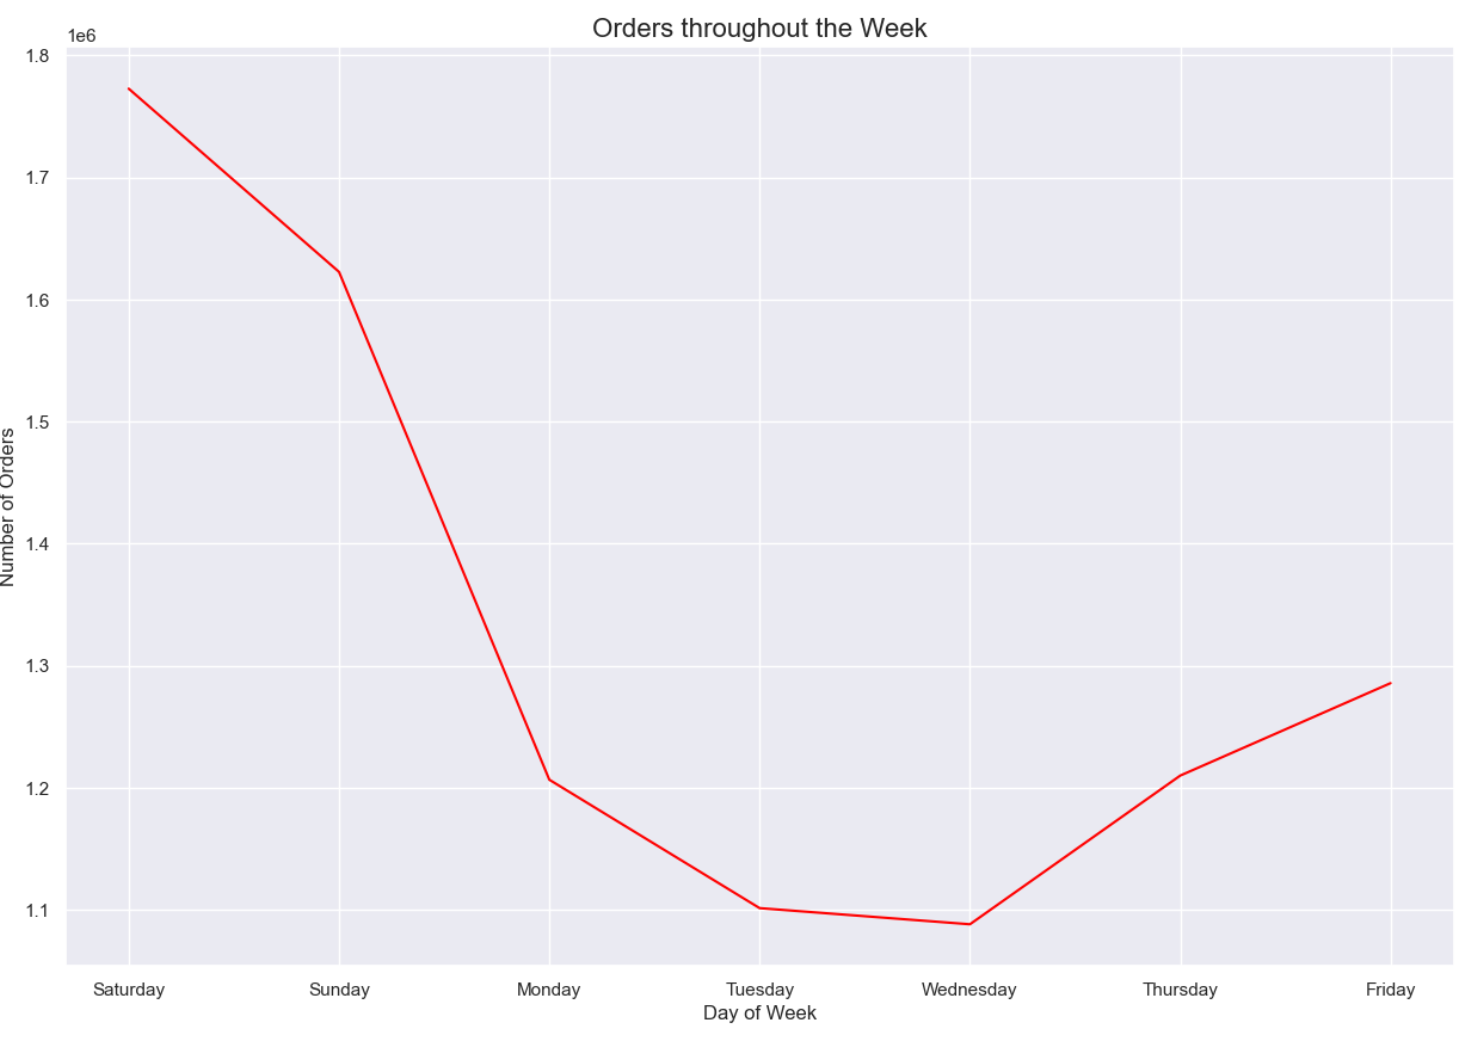 Orders throughout the Week
1e6
1.8
1.7
1.6
1.5
1.4
1.3
1.2
1.1
Number of Orders
Saturday Sunday Monday Tuesday Wednesday Thursday Friday
Day of Week